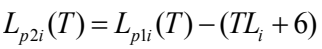 L_{p2i}(T) = L_{p1i}(T) − (TL_i + 6)